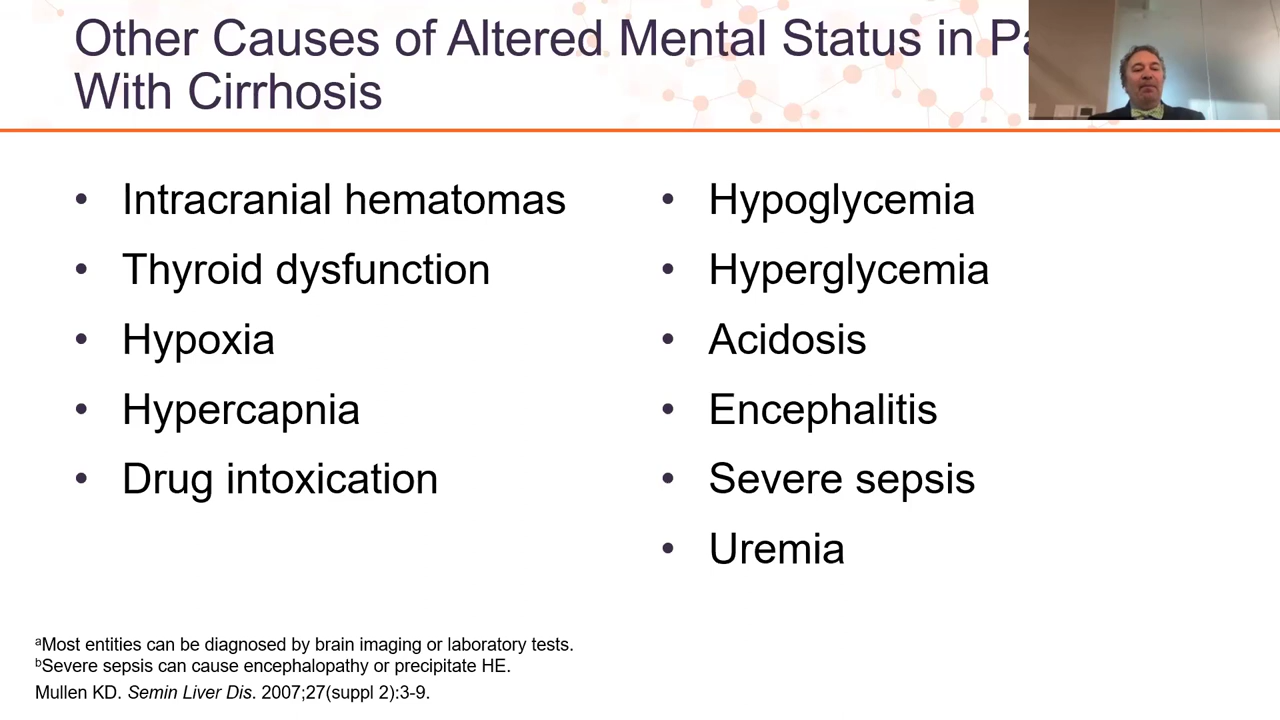 Other Causes of Altered Mental Status in
With Cirrhosis
• Intracranial hematomas
• Thyroid dysfunction
• Hypoxia
• Hypercapnia
• Drug intoxication
• Hypoglycemia
• Hyperglycemia
• Acidosis
• Encephalitis
• Severe sepsis
• Uremia
ᵃMost entities can be diagnosed by brain imaging or laboratory tests.
ᵇSevere sepsis can cause encephalopathy or precipitate HE.
Mullen KD. Semin Liver Dis. 2007;27(suppl 2):3-9.